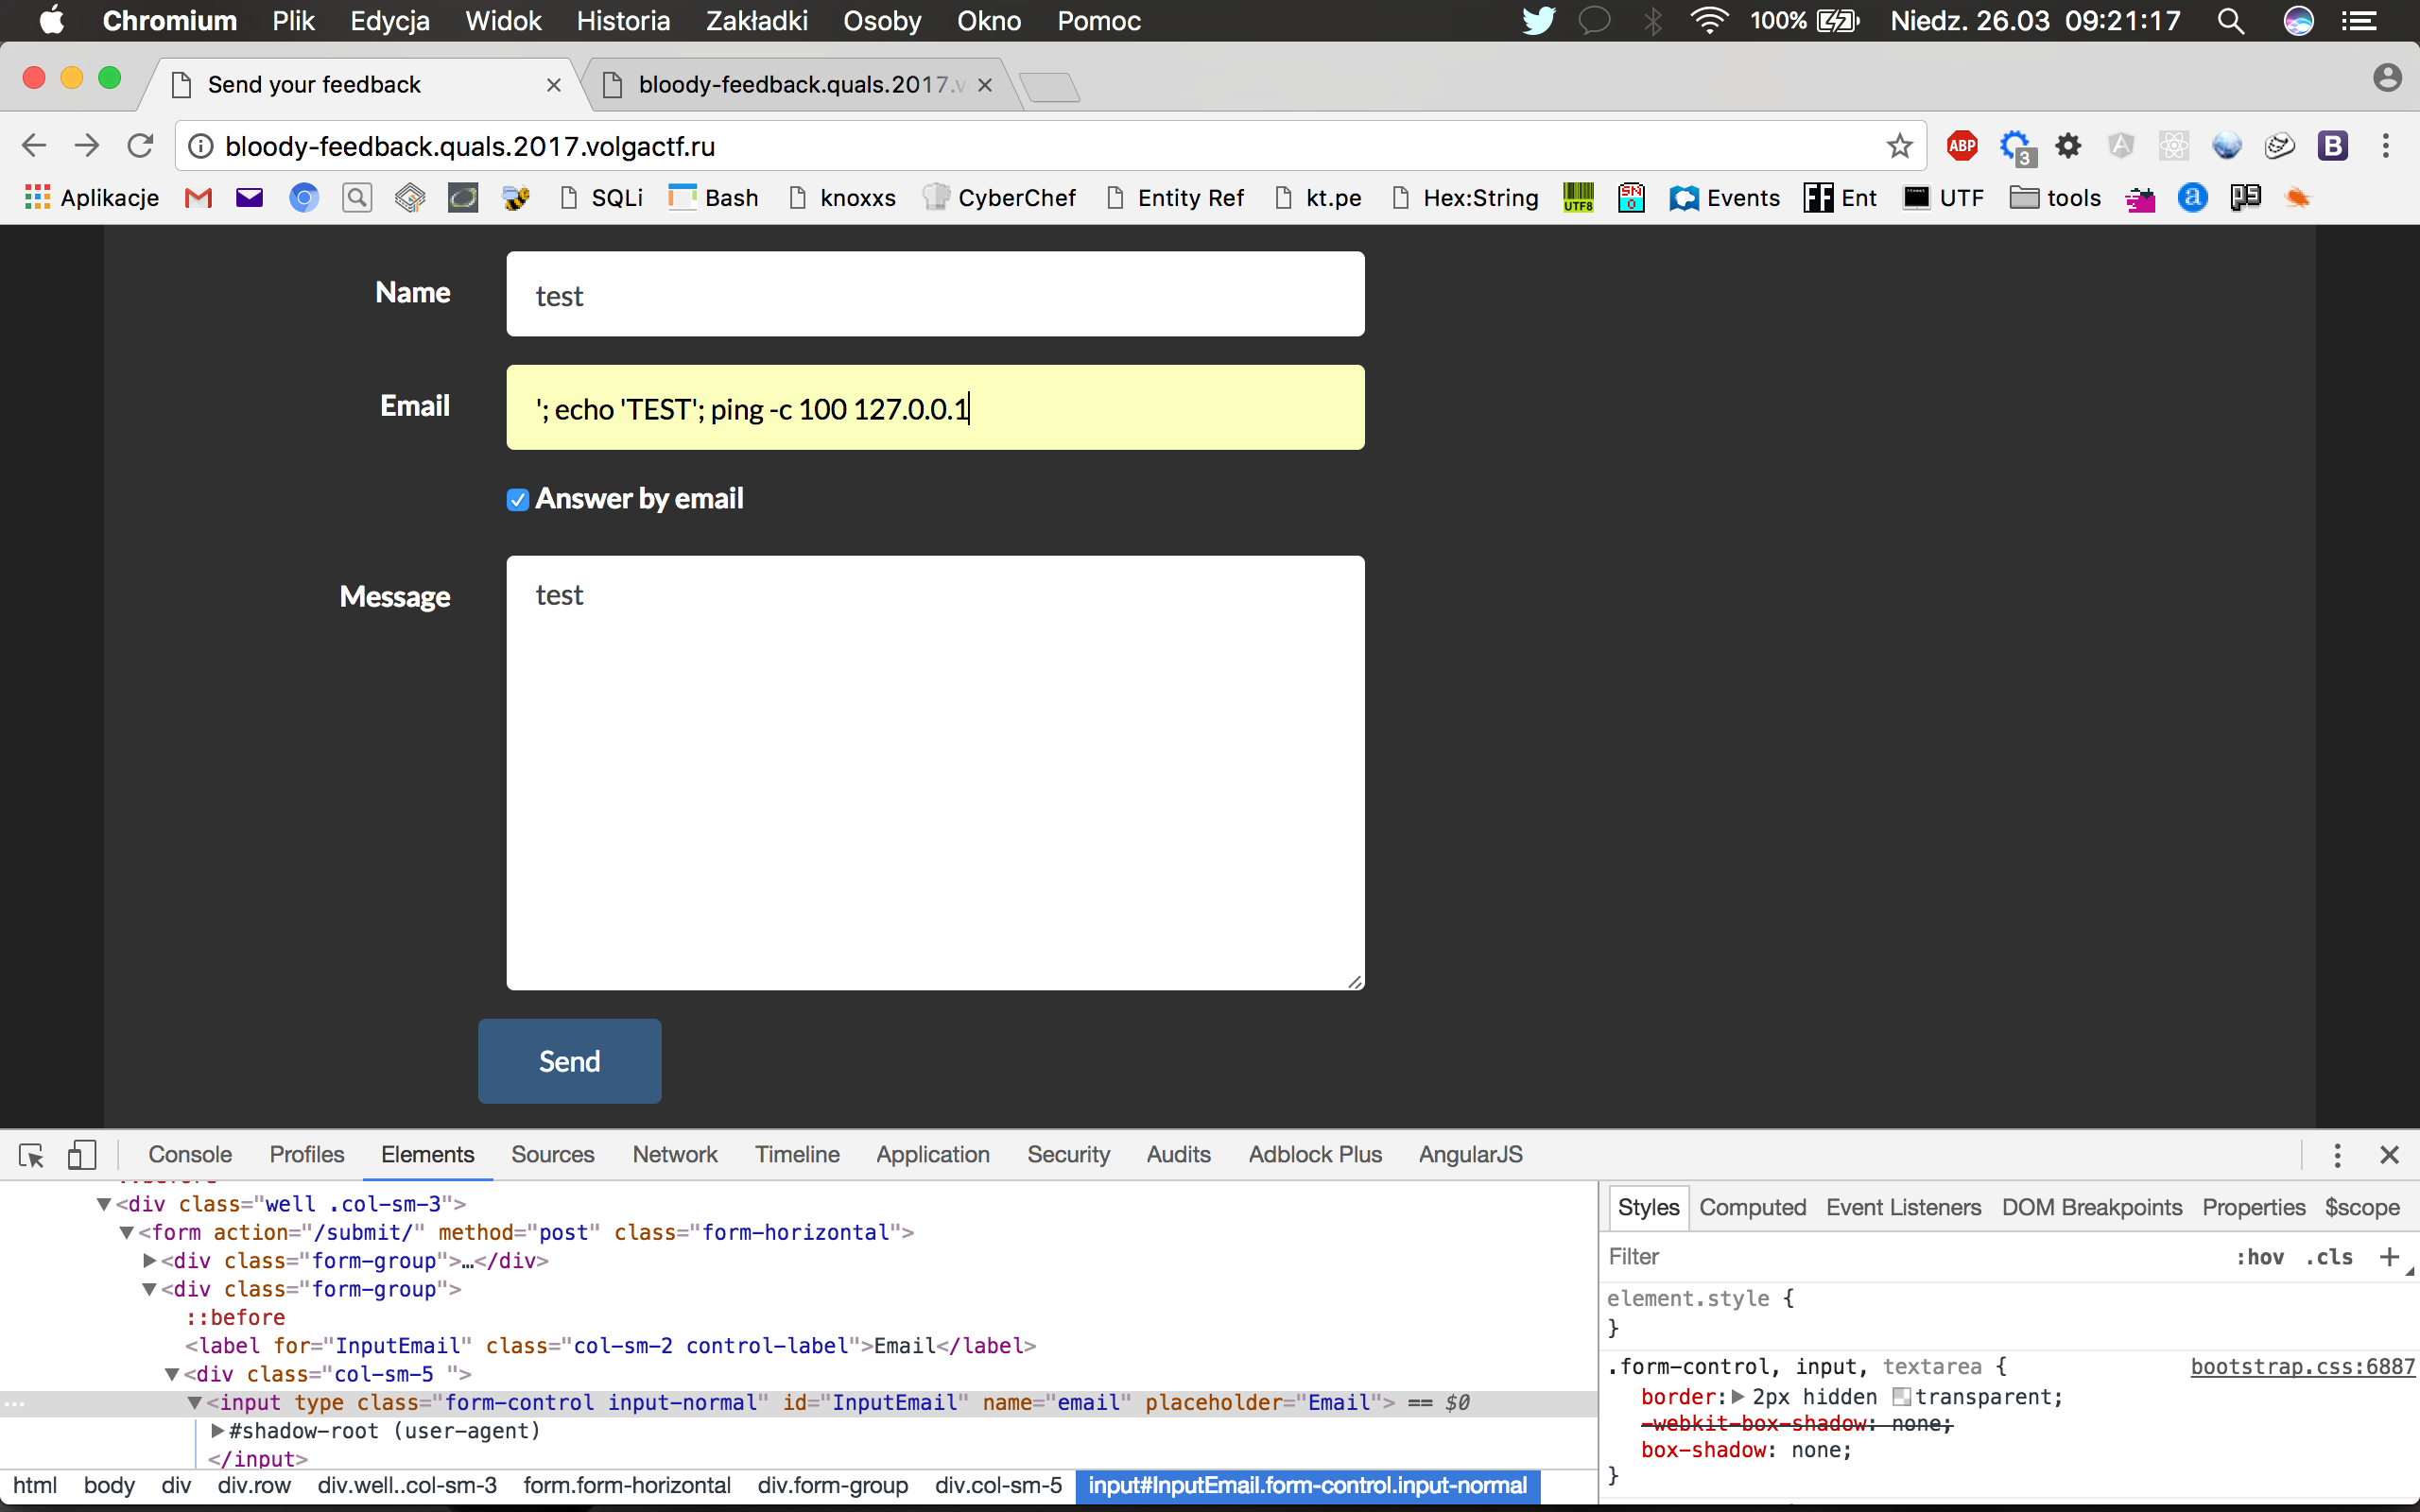 Chromium Plik Edycja Widok Historia Zakładki Osoby Okno Pomoc 100% Niedz. 26.03 09:21:17
Send your feedback bloody-feedback.quals.2017.v
bloody-feedback.quals.2017.volgactf.ru ABP 3 B
Aplikacje SQLi Bash knoxxs CyberChef Entity Ref kt.pe Hex:String UTF8 Events FF Ent UTF tools a p3
Name test
Email '; echo 'TEST'; ping -c 100 127.0.0.1
Answer by email
Message test
Send
Console Profiles Elements Sources Network Timeline Application Security Audits Adblock Plus AngularJS
<div class="well .col-sm-3">
<form action="/submit/" method="post" class="form-horizontal">
<div class="form-group">…</div>
<div class="form-group">
::before
<label for="InputEmail" class="col-sm-2 control-label">Email</label>
<div class="col-sm-5 ">
<input type class="form-control input-normal" id="InputEmail" name="email" placeholder="Email"> == $0
#shadow-root (user-agent)
</input>
html body div div.row div.well..col-sm-3 form.form-horizontal div.form-group div.col-sm-5 input#InputEmail.form-control.input-normal
Styles Computed Event Listeners DOM Breakpoints Properties $scope
Filter :hov .cls +
element.style {
}
.form-control, input, textarea { bootstrap.css:6887
border: 2px hidden transparent;
-webkit-box-shadow: none;
box-shadow: none;
}